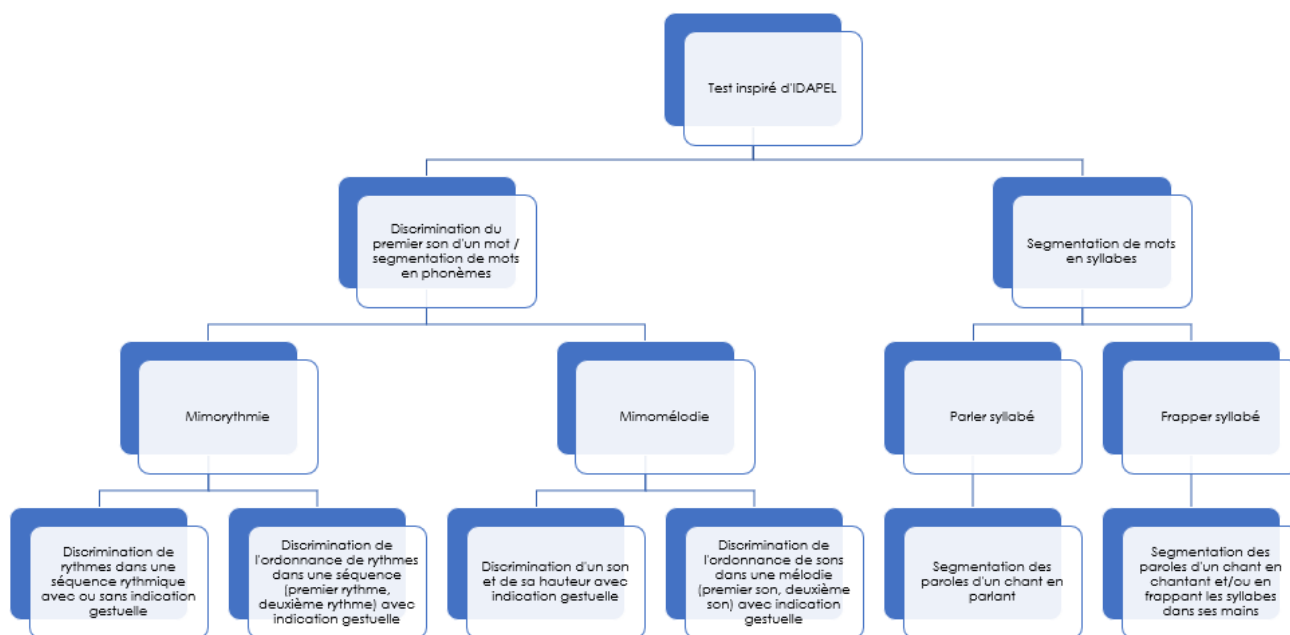 Test inspiré d'IDAPEL
Discrimination du
premier son d'un mot /
segmentation de mots
en phonèmes
Segmentation de mots
en syllabes
Mimorythmie
Mimomélodie
Parler syllabé
Frapper syllabé
Discrimination de
rythmes dans une
séquence rythmique
avec ou sans indication
gestuelle
Discrimination de
l'ordonnance de rythmes
dans une séquence
(premier rythme,
deuxième rythme) avec
indication gestuelle
Discrimination d'un son
et de sa hauteur avec
indication gestuelle
Discrimination de
l'ordonnance de sons
dans une mélodie
(premier son, deuxième
son) avec indication
gestuelle
Segmentation des
paroles d'un chant en
parlant
Segmentation des
paroles d'un chant en
chantant et/ou en
frappant les syllabes
dans ses mains